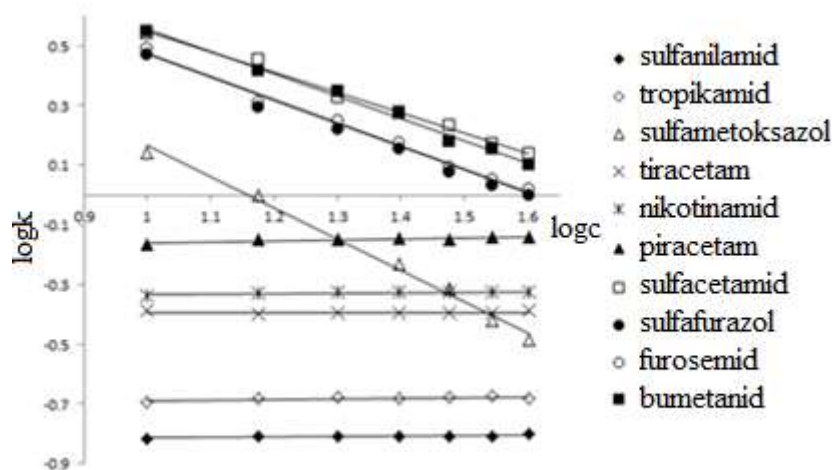 0.5
0.3
0.1
-0.1
-0.3
-0.5
-0.7
-0.9
logk
0.9 1 1.1 1.2 1.3 1.4 1.5 1.6
logc
sulfanilamid
tropikamid
sulfametoksazol
tiracetam
nikotinamid
piracetam
sulfacetamid
sulfafurazol
furosemid
bumetanid